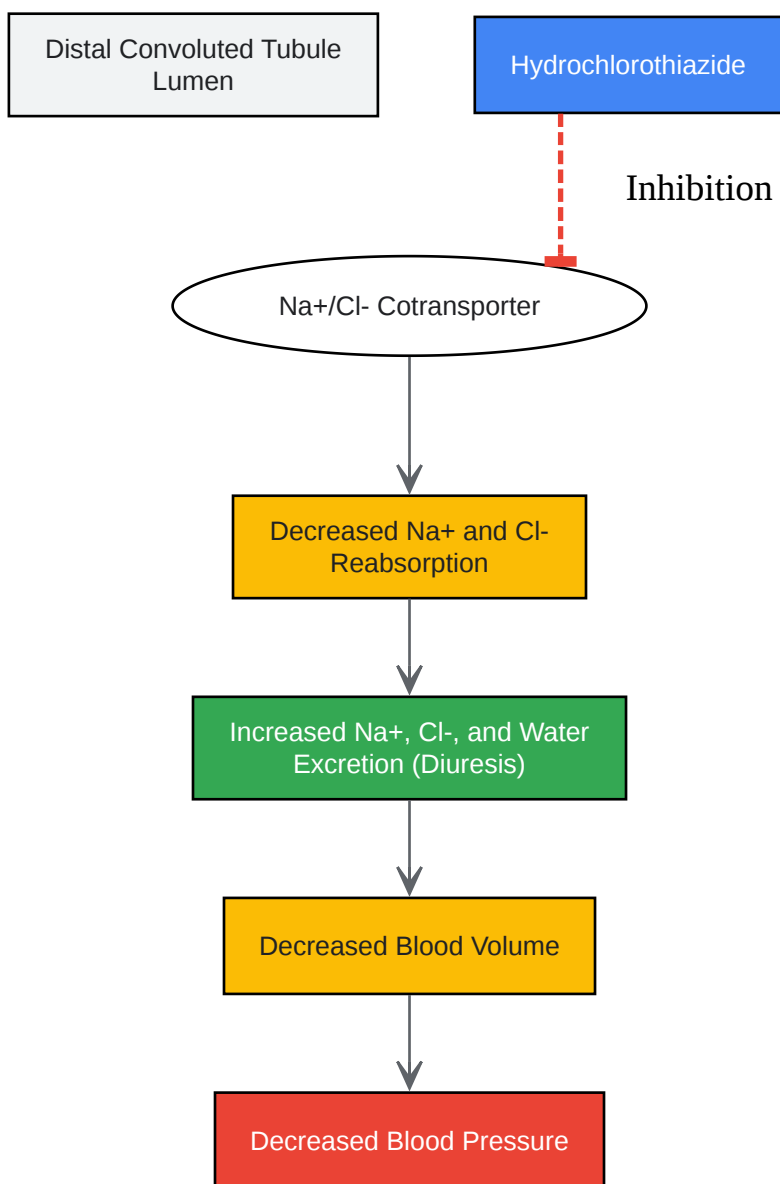 Distal Convoluted Tubule
Lumen
Hydrochlorothiazide
Inhibition
Na+/Cl- Cotransporter
Decreased Na+ and Cl-
Reabsorption
Increased Na+, Cl-, and Water
Excretion (Diuresis)
Decreased Blood Volume
Decreased Blood Pressure